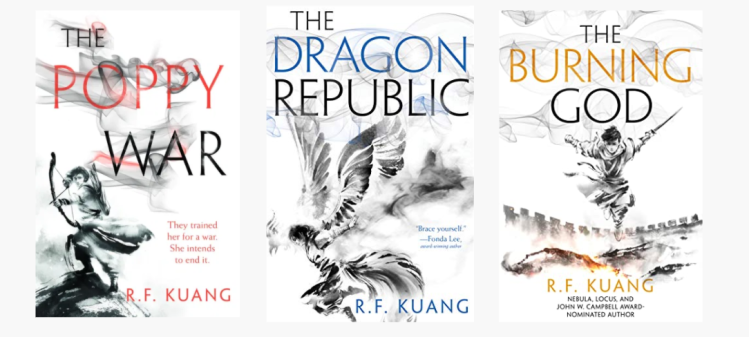 THE
POPPY
WAR
They trained
her for a war.
She intends
to end it.
R.F. KUANG
THE
DRAGON
REPUBLIC
"Brace yourself."
—Fonda Lee,
award-winning author
R.F. KUANG
THE
BURNING
GOD
R.F. KUANG
NEBULA, LOCUS, AND
JOHN W. CAMPBELL AWARD-
NOMINATED AUTHOR